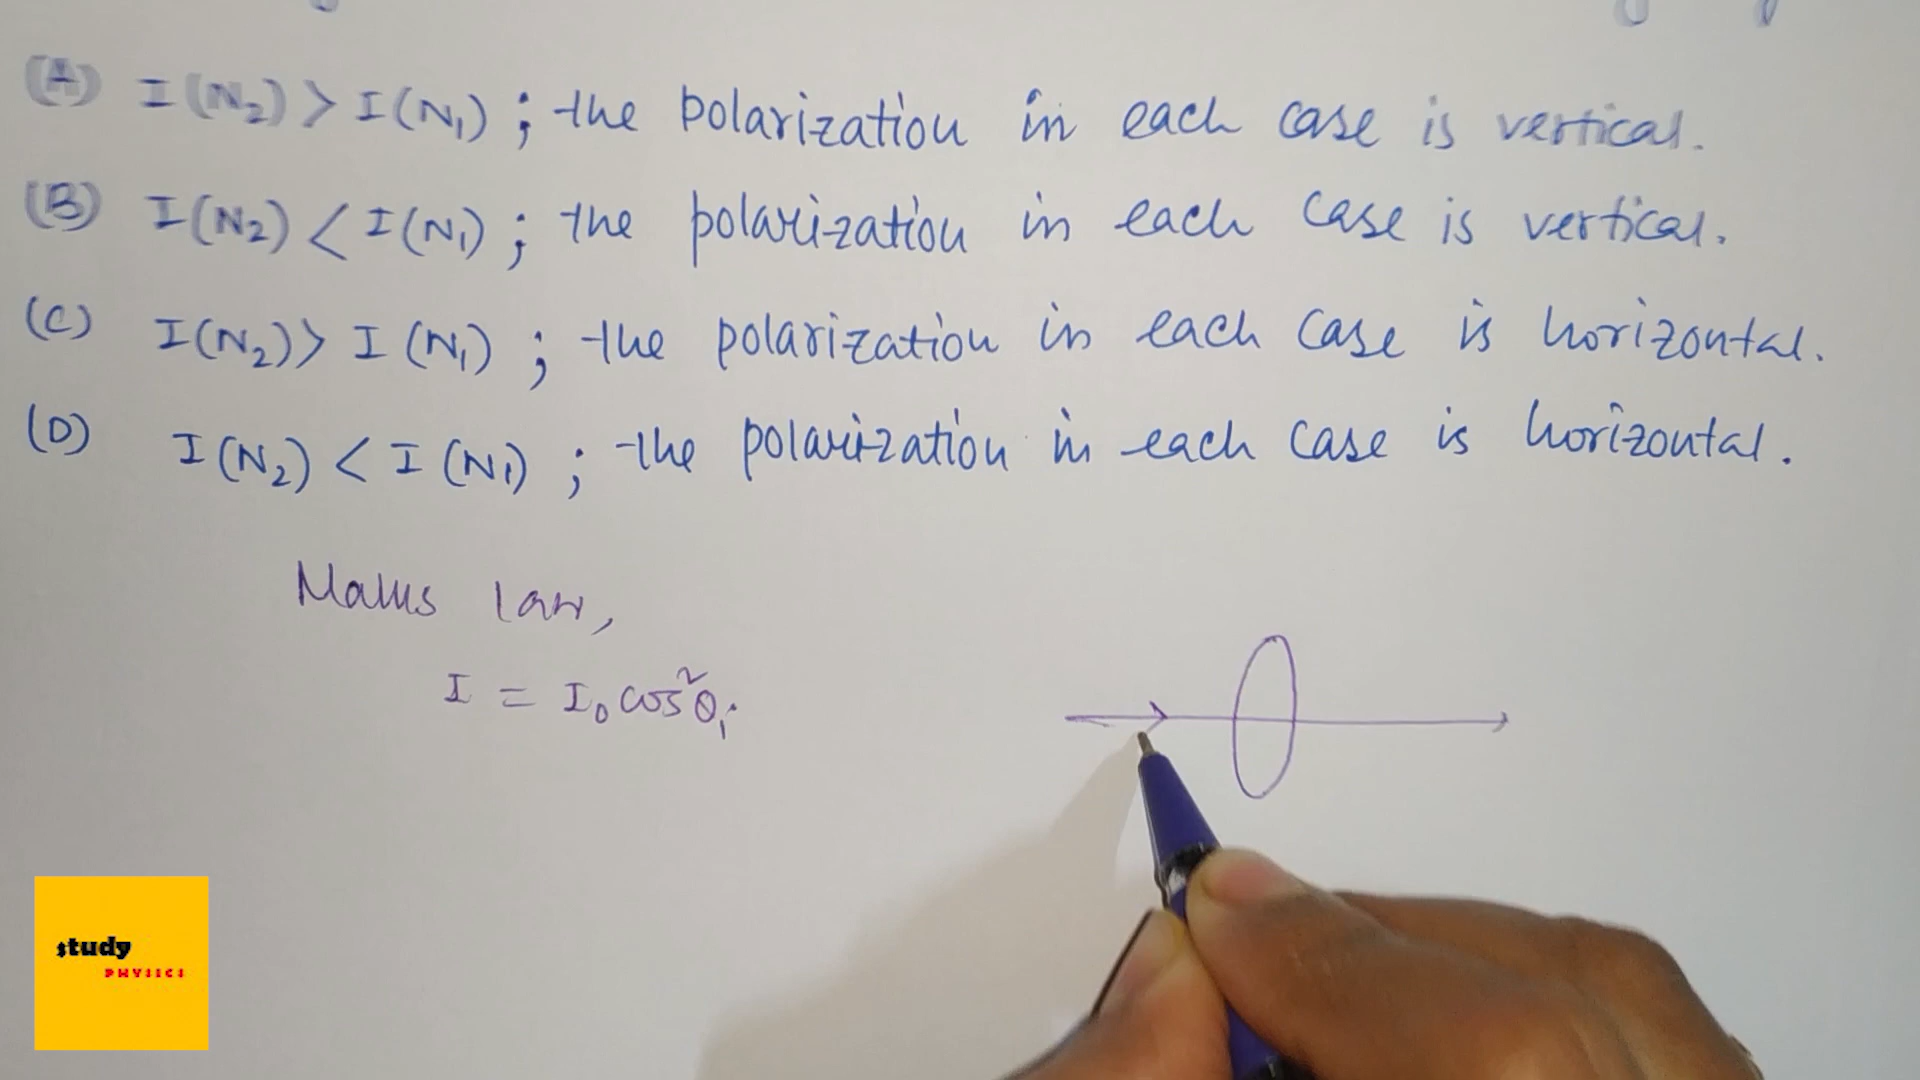 (A) I(N₂) > I(N₁) ; the polarization in each case is vertical.
(B) I(N₂) < I(N₁) ; the polarization in each case is vertical.
(C) I(N₂) > I(N₁) ; the polarization in each case is horizontal.
(D) I(N₂) < I(N₁) ; the polarization in each case is horizontal.
Malus law,
I = I₀ cos²θ,
study
PHYSICS